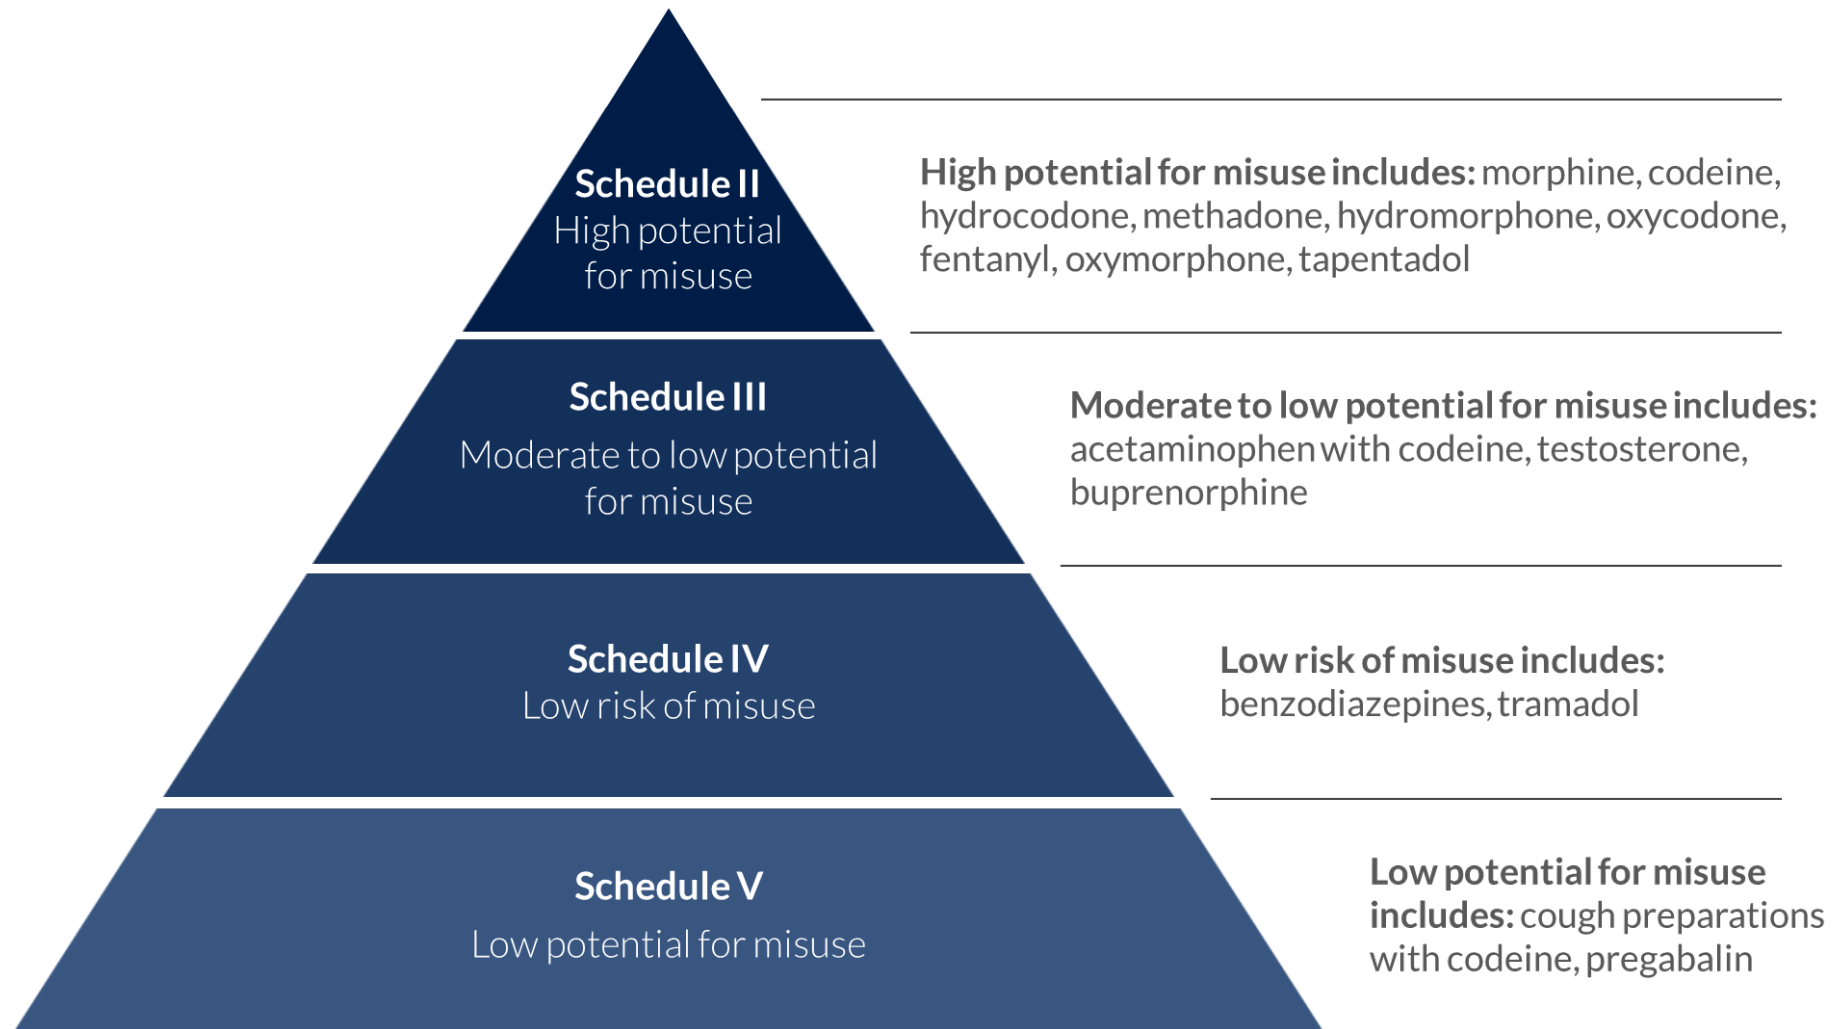 Schedule II
High potential
for misuse
High potential for misuse includes: morphine, codeine,
hydrocodone, methadone, hydromorphone, oxycodone,
fentanyl, oxymorphone, tapentadol
Schedule III
Moderate to low potential
for misuse
Moderate to low potential for misuse includes:
acetaminophen with codeine, testosterone,
buprenorphine
Schedule IV
Low risk of misuse
Low risk of misuse includes:
benzodiazepines, tramadol
Schedule V
Low potential for misuse
Low potential for misuse
includes: cough preparations
with codeine, pregabalin